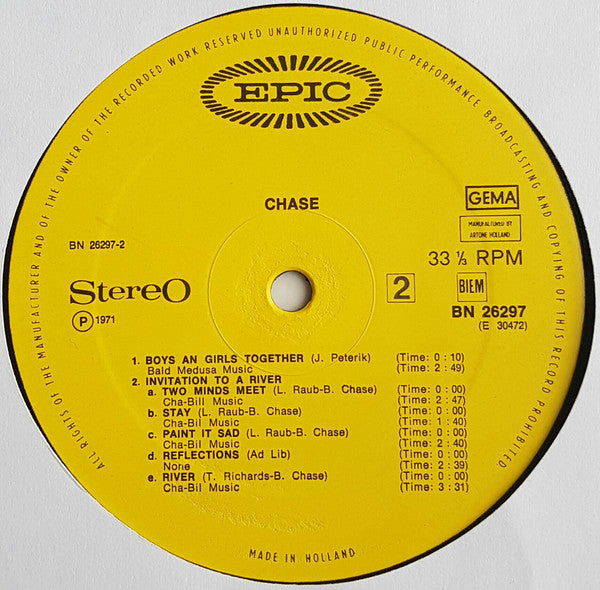 ALL RIGHTS OF THE MANUFACTURER AND OF THE OWNER OF THE RECORDED WORK RESERVED UNAUTHORIZED PUBLIC PERFORMANCE BROADCASTING AND COPYING OF THIS RECORD PROHIBITED
EPIC
CHASE
GEMA
MANUFACTURED BY
ARTONE HOLLAND
BN 26297-2
33 ⅓ RPM
Stereo
2
BIEM
P 1971
BN 26297
(E 30472)
1. BOYS AN GIRLS TOGETHER (J. Peterik) (Time: 0 : 10)
Bald Medusa Music (Time: 2 : 49)
2. INVITATION TO A RIVER
a. TWO MINDS MEET (L. Raub-B. Chase) (Time: 0 : 00)
Cha-Bill Music (Time: 2 : 47)
b. STAY (L. Raub-B. Chase) (Time: 0 : 00)
Cha-Bil Music (Time: 1 : 40)
c. PAINT IT SAD (L. Raub-B. Chase) (Time: 0 : 00)
Cha-Bil Music (Time: 2 : 40)
d. REFLECTIONS (Ad Lib) (Time: 0 : 00)
None (Time: 2 : 39)
e. RIVER (T. Richards-B. Chase) (Time: 0 : 00)
Cha-Bil Music (Time: 3 : 31)
MADE IN HOLLAND